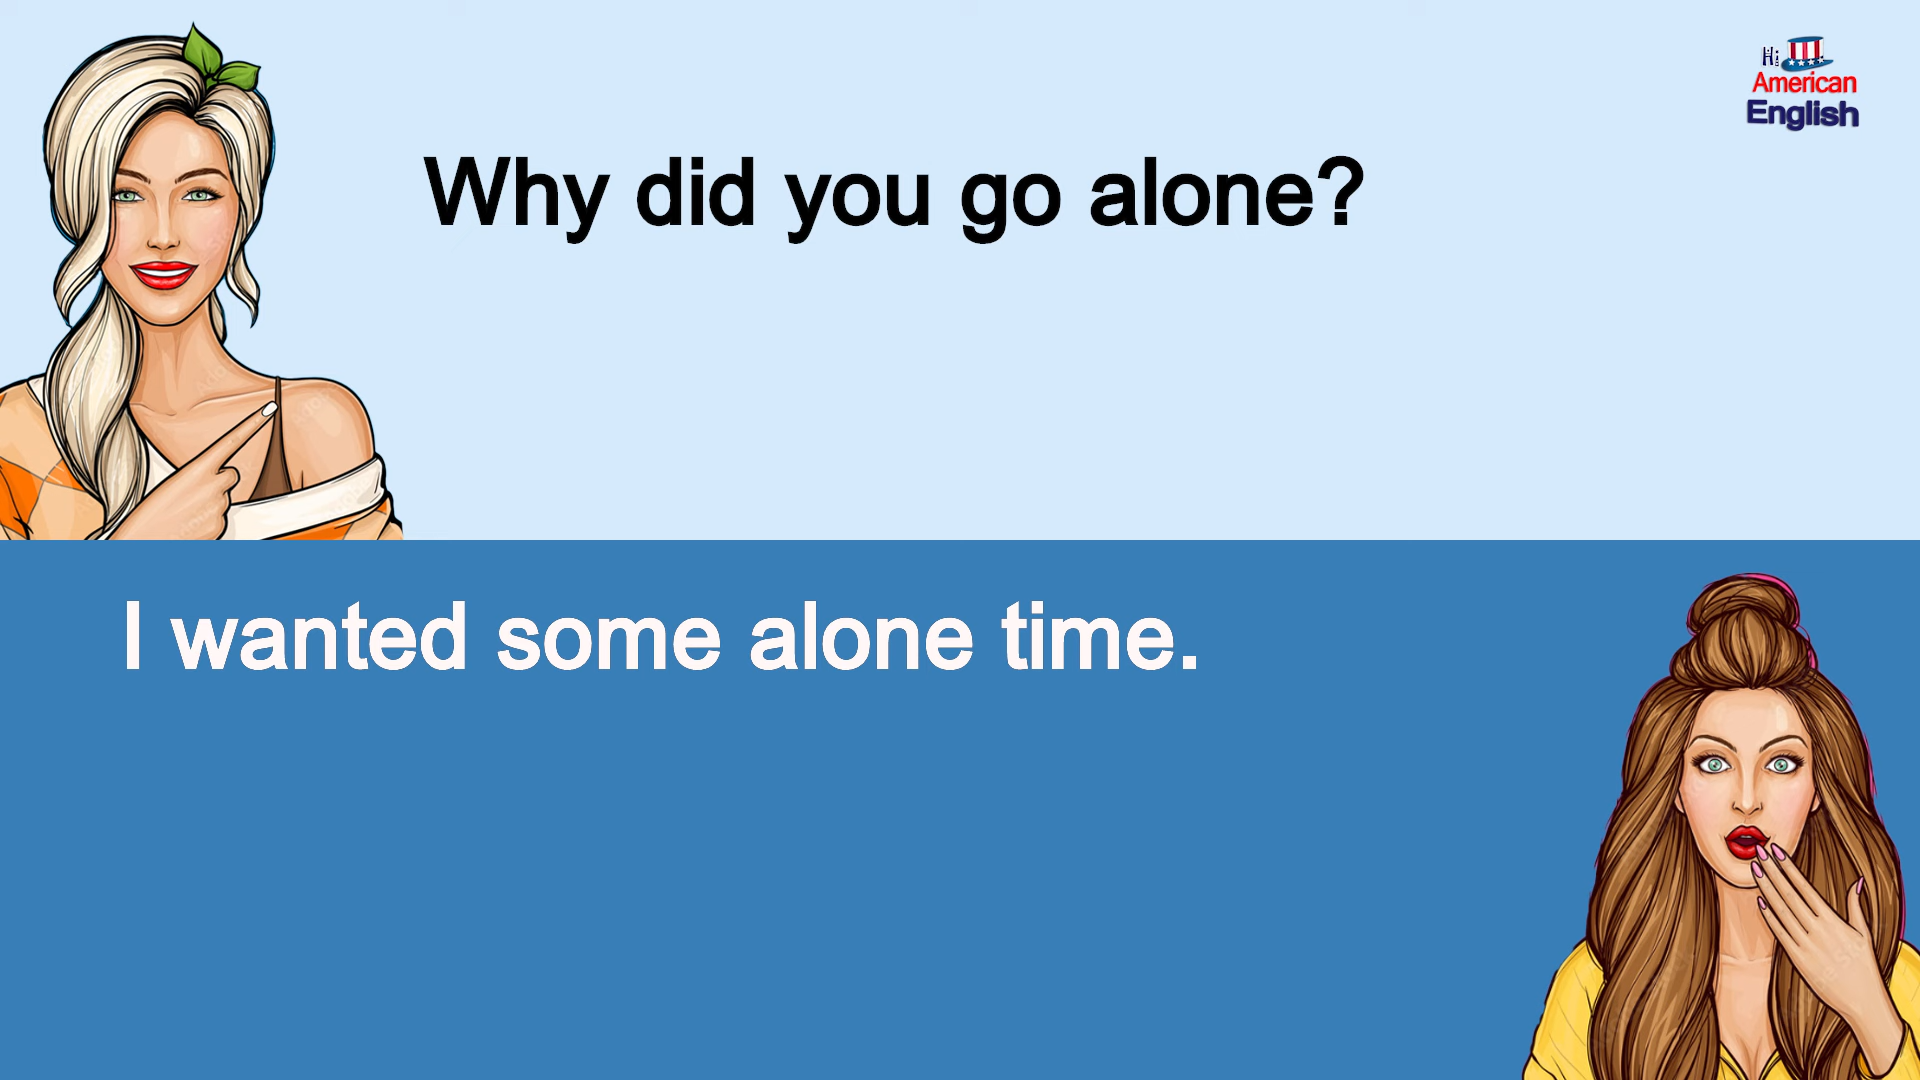 Hi
American
English
Why did you go alone?
I wanted some alone time.